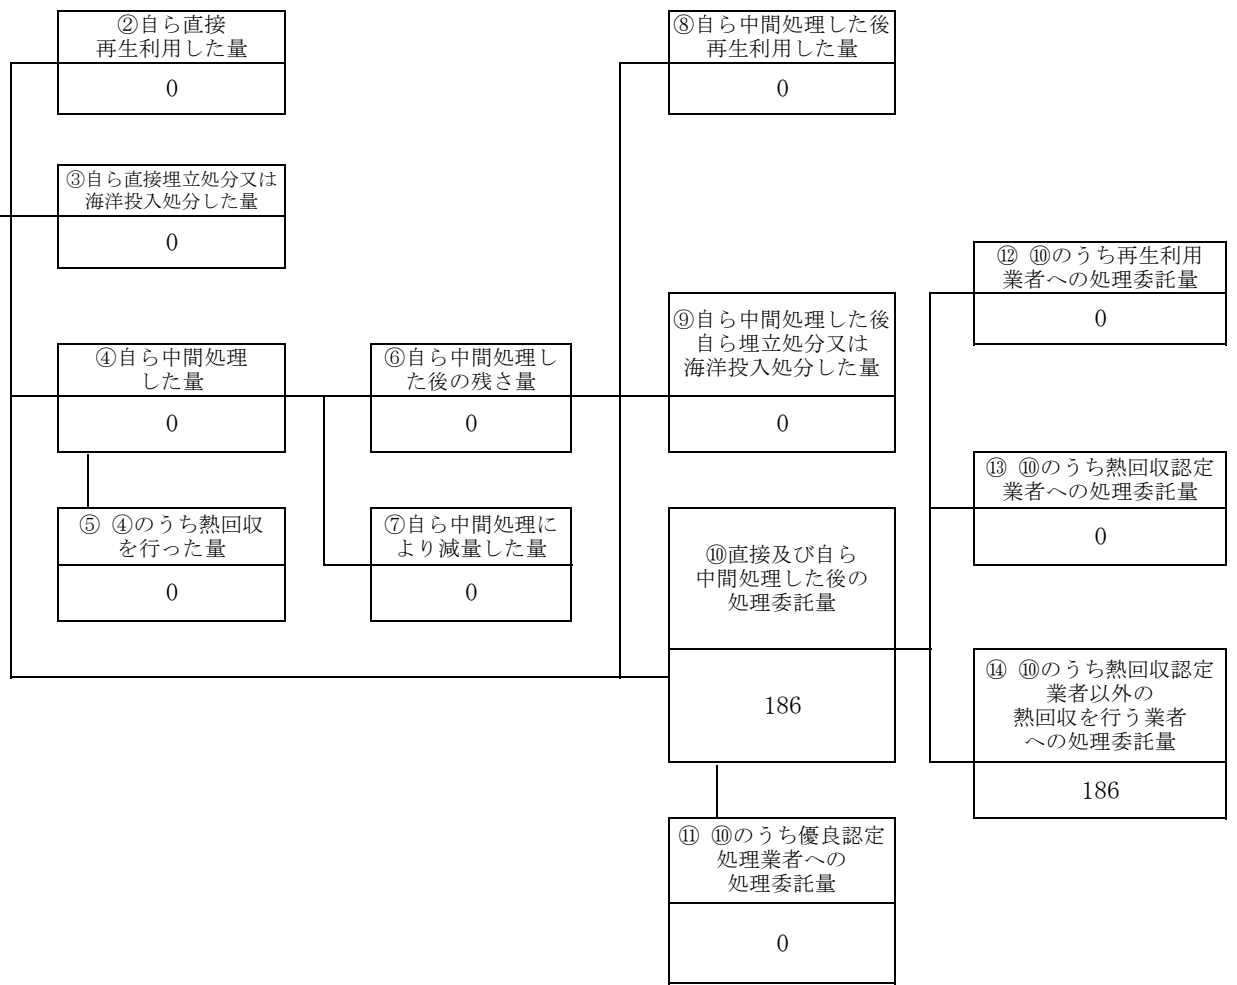 ②自ら直接
再生利用した量
0
③自ら直接埋立処分又は
海洋投入処分した量
0
④自ら中間処理
した量
0
⑤ ④のうち熱回収
を行った量
0
⑥自ら中間処理し
た後の残さ量
0
⑦自ら中間処理に
より減量した量
0
⑧自ら中間処理した後
再生利用した量
0
⑨自ら中間処理した後
自ら埋立処分又は
海洋投入処分した量
0
⑩直接及び自ら
中間処理した後の
処理委託量
186
⑪ ⑩のうち優良認定
処理業者への
処理委託量
0
⑫ ⑩のうち再生利用
業者への処理委託量
0
⑬ ⑩のうち熱回収認定
業者への処理委託量
0
⑭ ⑩のうち熱回収認定
業者以外の
熱回収を行う業者
への処理委託量
186